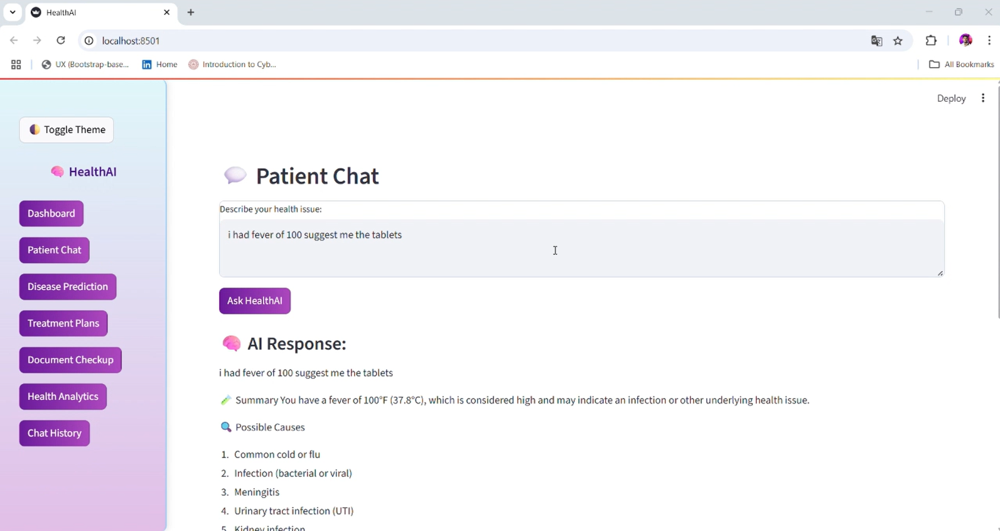 HealthAI
localhost:8501
UX (Bootstrap-base...
Home
Introduction to Cyb...
All Bookmarks
Deploy
Toggle Theme
HealthAI
Dashboard
Patient Chat
Disease Prediction
Treatment Plans
Document Checkup
Health Analytics
Chat History
Patient Chat
Describe your health issue:
i had fever of 100 suggest me the tablets
Ask HealthAI
AI Response:
i had fever of 100 suggest me the tablets
Summary You have a fever of 100°F (37.8°C), which is considered high and may indicate an infection or other underlying health issue.
Possible Causes
1. Common cold or flu
2. Infection (bacterial or viral)
3. Meningitis
4. Urinary tract infection (UTI)
5. Kidney infection